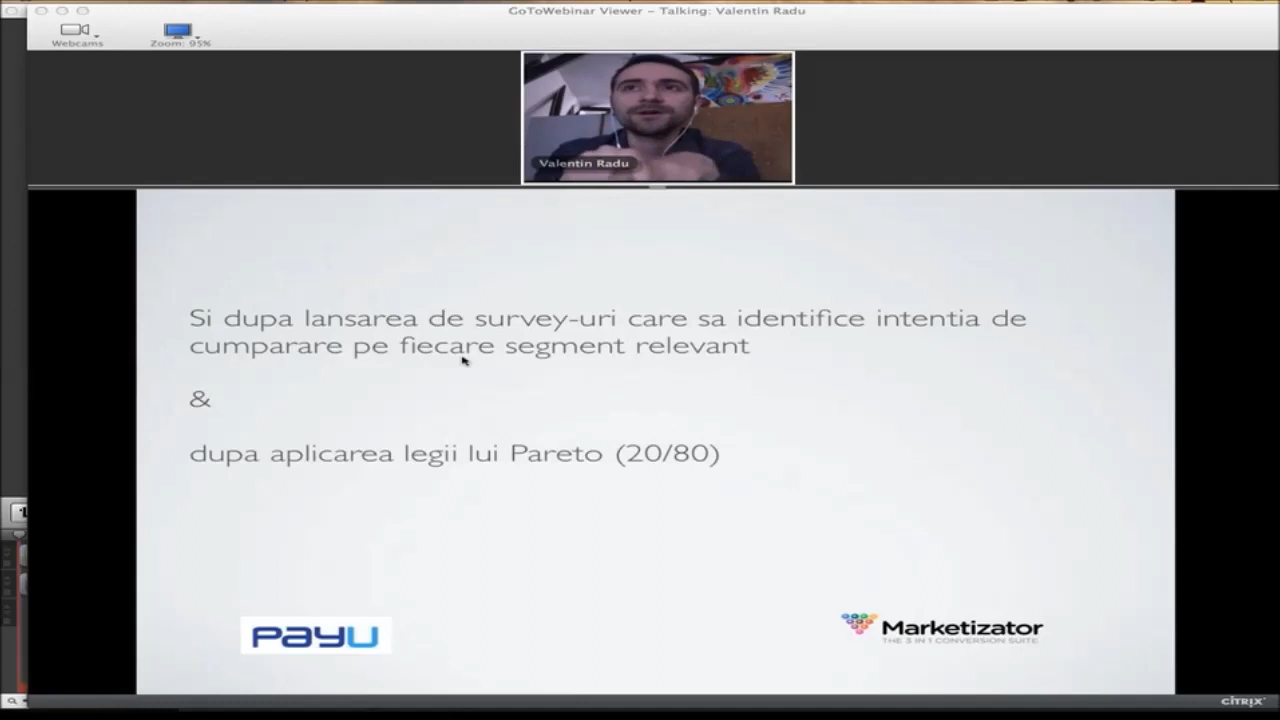 GoToWebinar Viewer – Talking: Valentin Radu
Webcams
Zoom: 95%
Valentin Radu
Si dupa lansarea de survey-uri care sa identifice intentia de
cumparare pe fiecare segment relevant
&
dupa aplicarea legii lui Pareto (20/80)
PayU
Marketizator
THE 3 IN 1 CONVERSION SUITE
CITRIX